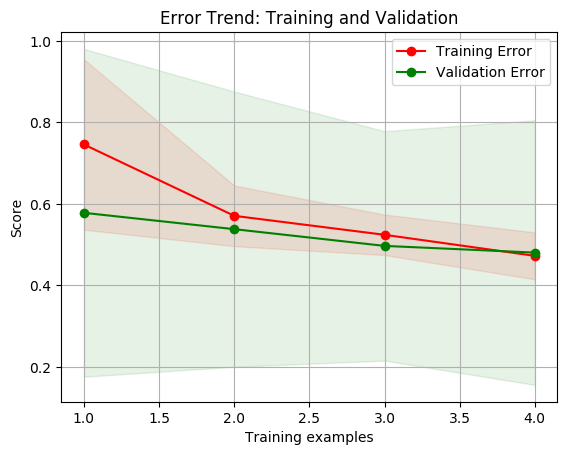 Error Trend: Training and Validation
Training Error
Validation Error
Score
1.0
0.8
0.6
0.4
0.2
1.0
1.5
2.0
2.5
3.0
3.5
4.0
Training examples